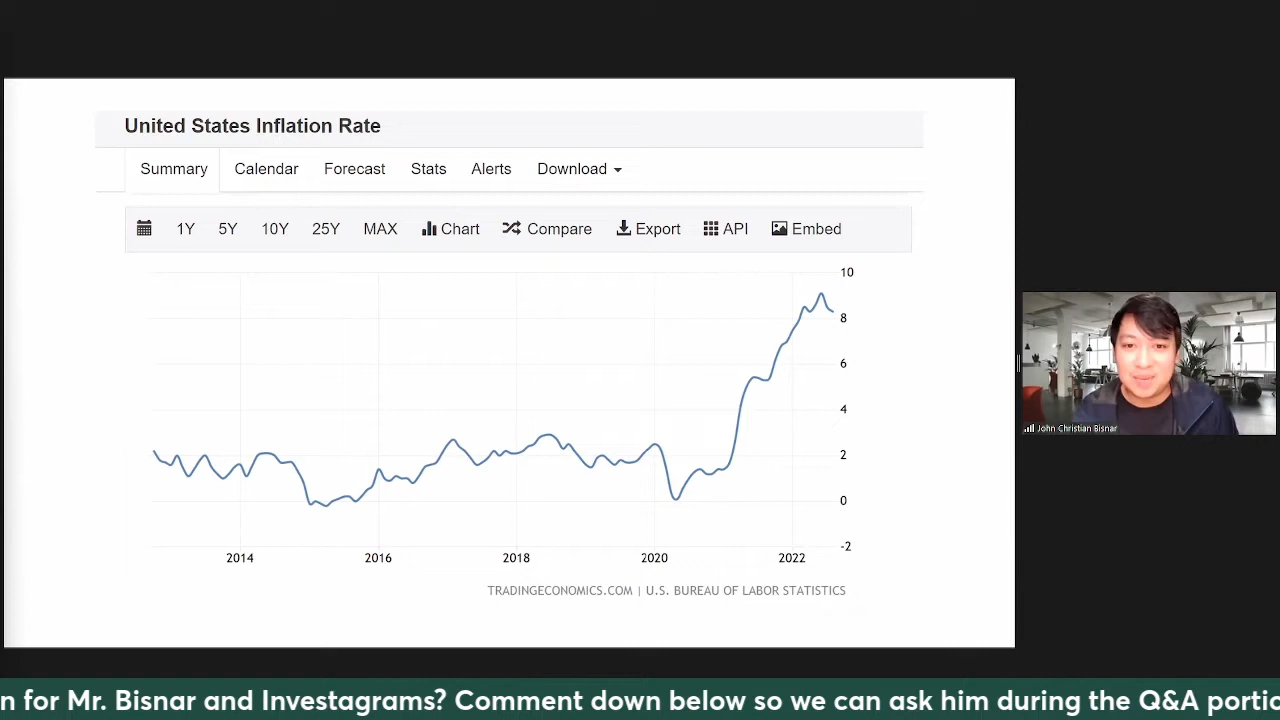 United States Inflation Rate
Summary Calendar Forecast Stats Alerts Download
1Y 5Y 10Y 25Y MAX Chart Compare Export API Embed
10
8
6
4
2
0
-2
2014 2016 2018 2020 2022
TRADINGECONOMICS.COM | U.S. BUREAU OF LABOR STATISTICS
John Christian Bisnar
n for Mr. Bisnar and Investagrams? Comment down below so we can ask him during the Q&A portic